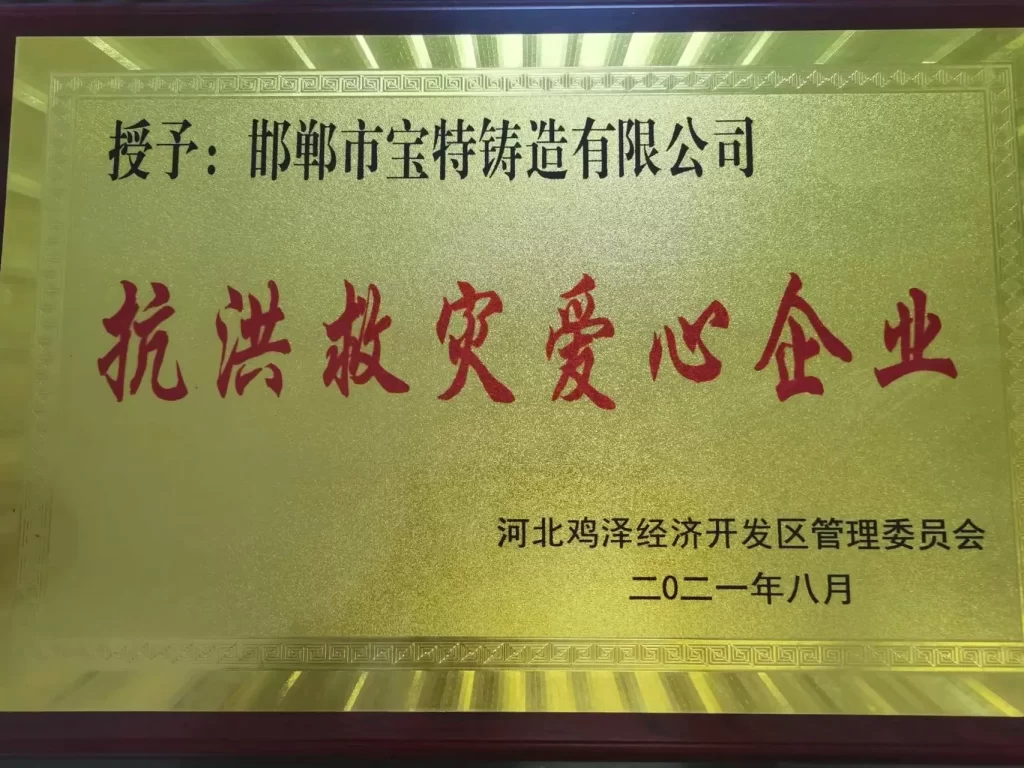 授予：邯郸市宝特铸造有限公司
抗洪救灾爱心企业
河北鸡泽经济开发区管理委员会
二0二一年八月